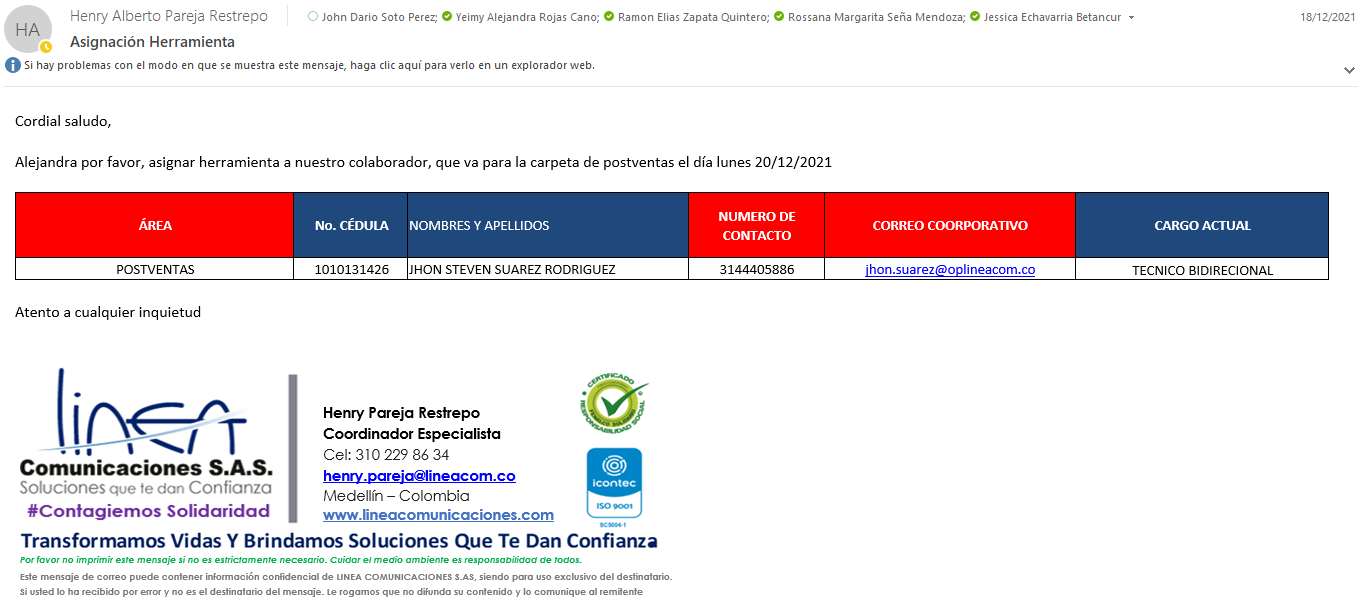 HA
Henry Alberto Pareja Restrepo
John Dario Soto Perez; Yeimy Alejandra Rojas Cano; Ramon Elias Zapata Quintero; Rossana Margarita Seña Mendoza; Jessica Echavarria Betancur
18/12/2021
Asignación Herramienta
Si hay problemas con el modo en que se muestra este mensaje, haga clic aquí para verlo en un explorador web.
Cordial saludo,
Alejandra por favor, asignar herramienta a nuestro colaborador, que va para la carpeta de postventas el día lunes 20/12/2021
ÁREA No. CÉDULA NOMBRES Y APELLIDOS NUMERO DE CONTACTO CORREO COORPORATIVO CARGO ACTUAL
POSTVENTAS 1010131426 JHON STEVEN SUAREZ RODRIGUEZ 3144405886 jhon.suarez@oplineacom.co TECNICO BIDIRECIONAL
Atento a cualquier inquietud
LINEA
Comunicaciones S.A.S.
Soluciones que te dan Confianza
#Contagiemos Solidaridad
Henry Pareja Restrepo
Coordinador Especialista
Cel: 310 229 86 34
henry.pareja@lineacom.co
Medellín – Colombia
www.lineacomunicaciones.com
CERTIFICADO
RESPONSABILIDAD SOCIAL
icontec
ISO 9001
SC5004-1
Transformamos Vidas Y Brindamos Soluciones Que Te Dan Confianza
Por favor no imprimir este mensaje si no es estrictamente necesario. Cuidar el medio ambiente es responsabilidad de todos.
Este mensaje de correo puede contener información confidencial de LINEA COMUNICACIONES S.AS, siendo para uso exclusivo del destinatario.
Si usted lo ha recibido por error y no es el destinatario del mensaje. Le rogamos que no difunda su contenido y lo comunique al remitente